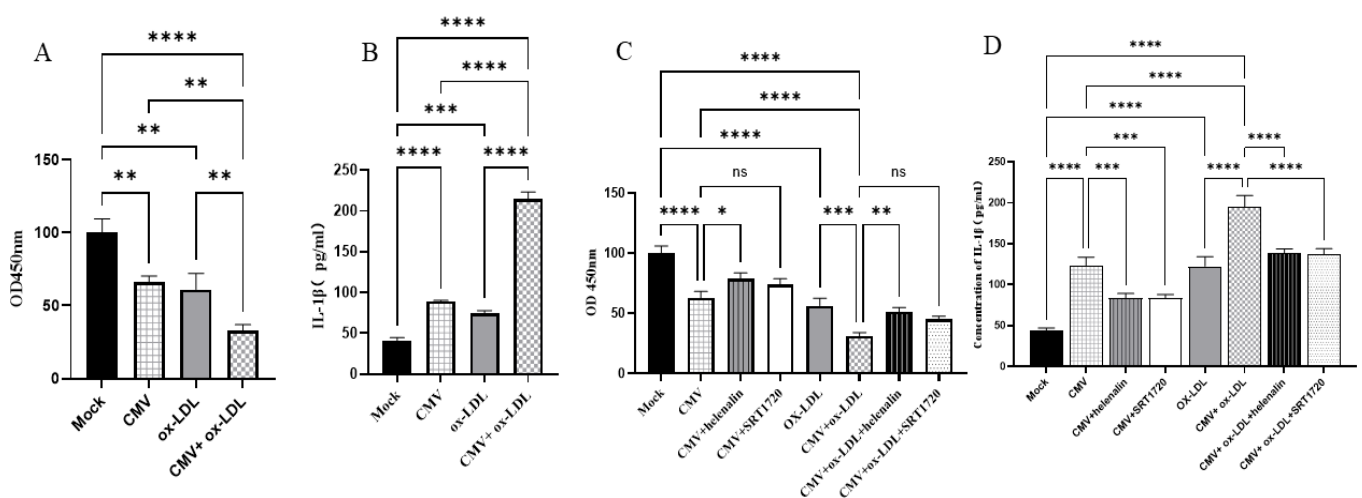 A
****
**
**
**
**
OD450nm
150
100
50
0
Mock
CMV
ox-LDL
CMV+ ox-LDL
B
****
****
***
****
****
IL-1β( pg/ml)
250
200
150
100
50
0
Mock
CMV
ox-LDL
CMV+ ox-LDL
C
****
****
****
ns
ns
****
*
***
**
OD 450nm
150
100
50
0
Mock
CMV
CMV+helenalin
CMV+SRT1720
OX-LDL
CMV+ox-LDL
CMV+ox-LDL+helenalin
CMV+ox-LDL+SRT1720
D
****
****
****
***
****
****
***
****
****
Concentration of IL-1β( pg/ml)
250
200
150
100
50
0
Mock
CMV
CMV+helenalin
CMV+SRT1720
OX-LDL
CMV+ ox-LDL
CMV+ ox-LDL+helenalin
CMV+ ox-LDL+SRT1720